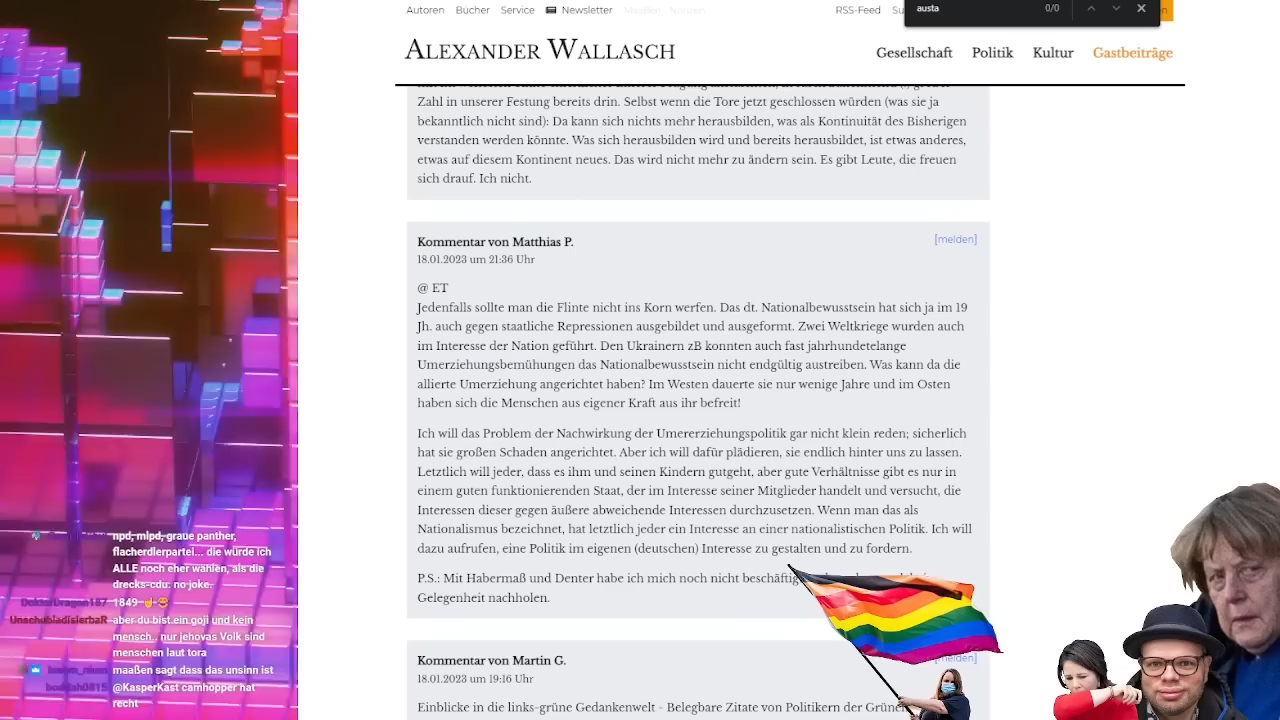 Autoren Bücher Service Newsletter
RSS-Feed Su
austa 0/0
ALEXANDER WALLASCH
Gesellschaft Politik Kultur Gastbeiträge
Zahl in unserer Festung bereits drin. Selbst wenn die Tore jetzt geschlossen würden (was sie ja
bekanntlich nicht sind): Da kann sich nichts mehr herausbilden, was als Kontinuität des Bisherigen
verstanden werden könnte. Was sich herausbilden wird und bereits herausbildet, ist etwas anderes,
etwas auf diesem Kontinent neues. Das wird nicht mehr zu ändern sein. Es gibt Leute, die freuen
sich drauf. Ich nicht.
Kommentar von Matthias P.
[melden]
18.01.2023 um 21:36 Uhr
@ ET
Jedenfalls sollte man die Flinte nicht ins Korn werfen. Das dt. Nationalbewusstsein hat sich ja im 19
Jh. auch gegen staatliche Repressionen ausgebildet und ausgeformt. Zwei Weltkriege wurden auch
im Interesse der Nation geführt. Den Ukrainern zB konnten auch fast jahrhundetelange
Umerziehungsbemühungen das Nationalbewusstsein nicht endgültig austreiben. Was kann da die
allierte Umerziehung angerichtet haben? Im Westen dauerte sie nur wenige Jahre und im Osten
haben sich die Menschen aus eigener Kraft aus ihr befreit!
Ich will das Problem der Nachwirkung der Umererziehungspolitik gar nicht klein reden; sicherlich
hat sie großen Schaden angerichtet. Aber ich will dafür plädieren, sie endlich hinter uns zu lassen.
Letztlich will jeder, dass es ihm und seinen Kindern gutgeht, aber gute Verhältnisse gibt es nur in
einem guten funktionierenden Staat, der im Interesse seiner Mitglieder handelt und versucht, die
Interessen dieser gegen äußere abweichende Interessen durchzusetzen. Wenn man das als
Nationalismus bezeichnet, hat letztlich jeder ein Interesse an einer nationalistischen Politik. Ich will
dazu aufrufen, eine Politik im eigenen (deutschen) Interesse zu gestalten und zu fordern.
P.S.: Mit Habermaß und Denter habe ich mich noch nicht beschäftig
Gelegenheit nachholen.
Kommentar von Martin G.
[melden]
18.01.2023 um 19:16 Uhr
Einblicke in die links-grüne Gedankenwelt - Belegbare Zitate von Politikern der Grüner
npd, mlpd, graue panther,
flacherdlerpartei... die würde ich
ALLE noch eher wählen, als die
drecks-cdu: no joke.
1849
aber du bist ein goji und kein
mensch.. nur jehovas Volk sind
menschen laut tora
maaßen sagt dass das unsinn ist
@KasperKast camhopper hat
recht